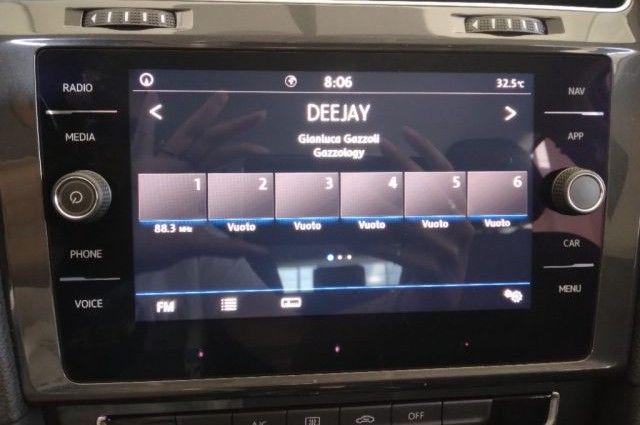 8:06
32.5°C
RADIO
MEDIA
PHONE
VOICE
NAV
APP
CAR
MENU
< DEEJAY >
Gianluca Gazzoli
Gazzology
1 2 3 4 5 6
88.3 MHz Vuoto Vuoto Vuoto Vuoto Vuoto
FM
A/C
OFF